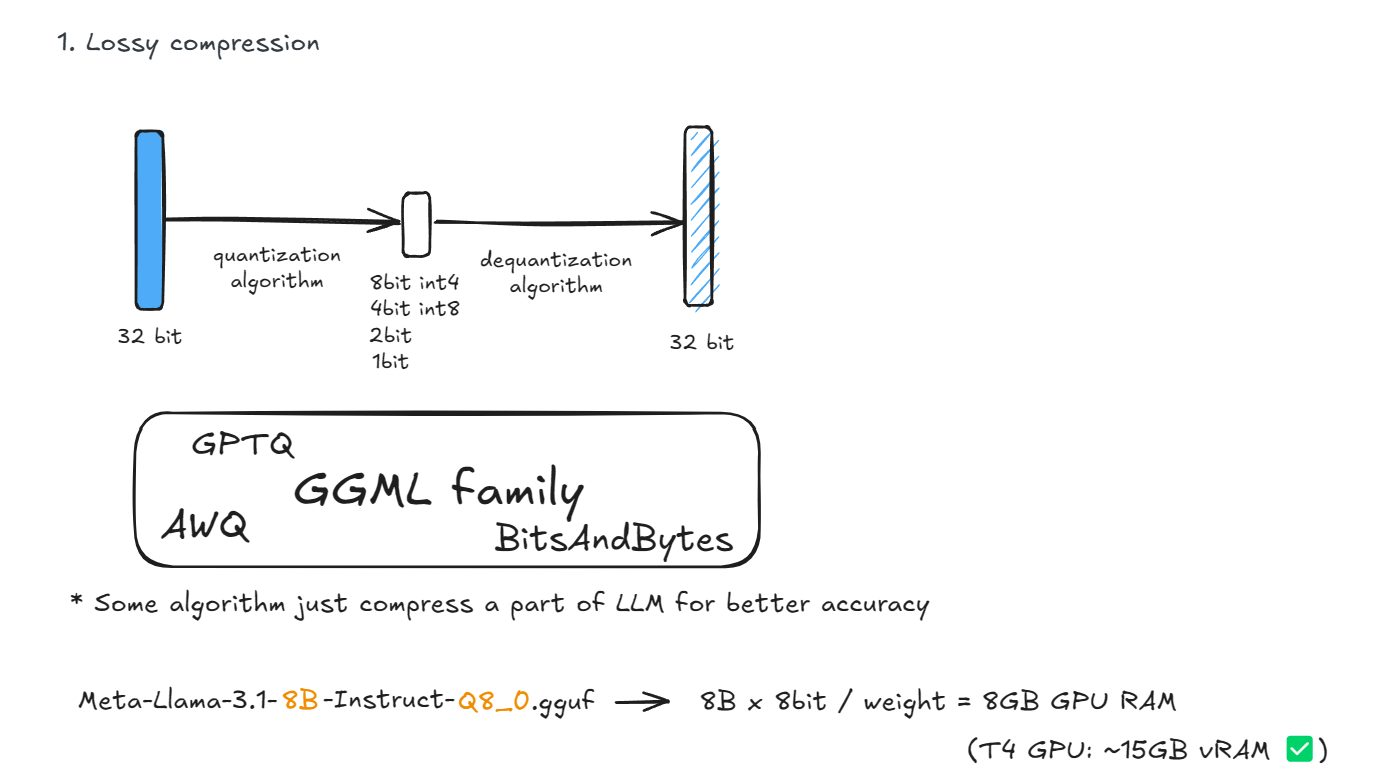 1. Lossy compression
quantization
algorithm
dequantization
algorithm
8bit int4
4bit int8
2bit
1bit
32 bit
32 bit
GPTQ
GGML family
AWQ
BitsAndBytes
* Some algorithm just compress a part of LLM for better accuracy
Meta-Llama-3.1-8B-Instruct-Q8_0.gguf → 8B x 8bit / weight = 8GB GPU RAM
(T4 GPU: ~15GB vRAM ✅)